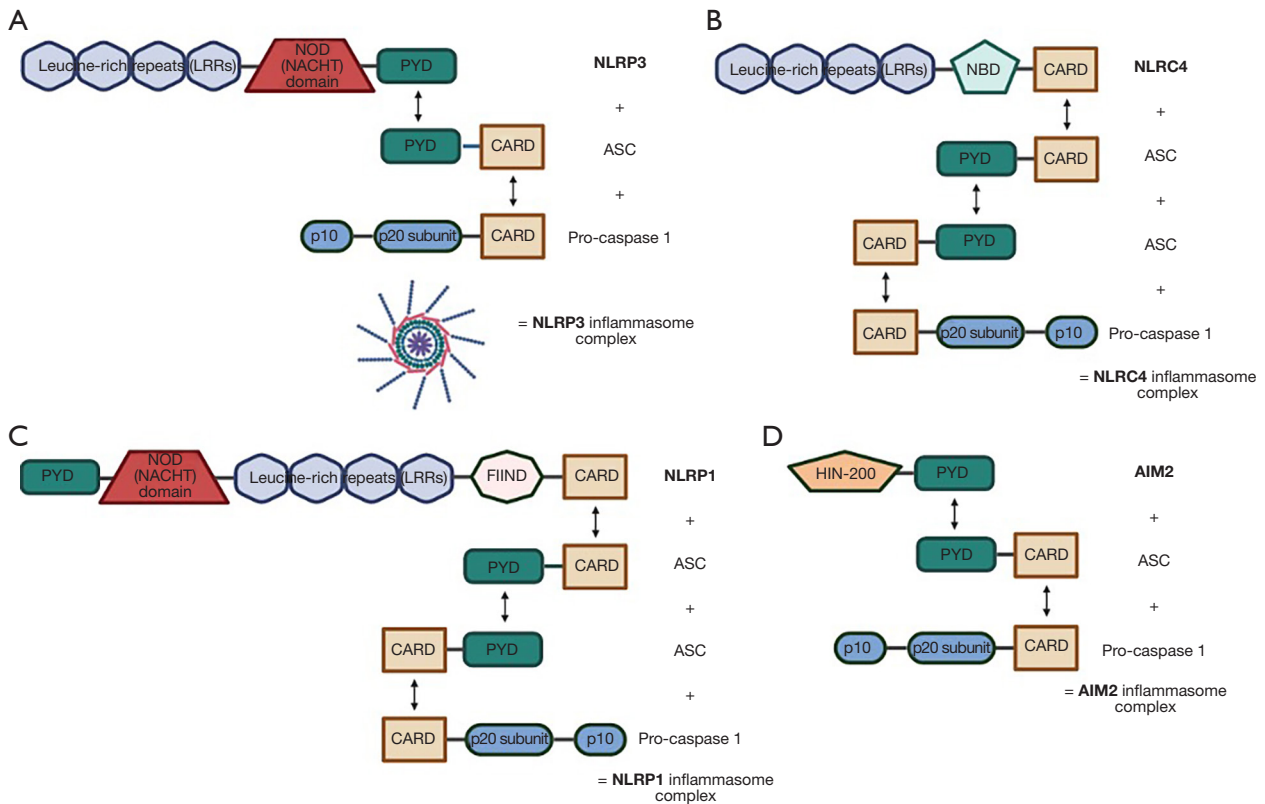 A
Leucine-rich repeats (LRRs)
NOD
(NACHT)
domain
PYD
NLRP3
+
PYD
CARD
ASC
+
p10
p20 subunit
CARD
Pro-caspase 1
= NLRP3 inflammasome
complex
B
Leucine-rich repeats (LRRs)
NBD
CARD
NLRC4
+
PYD
CARD
ASC
+
CARD
PYD
ASC
+
CARD
p20 subunit
p10
Pro-caspase 1
= NLRC4 inflammasome
complex
C
PYD
NOD
(NACHT)
domain
Leucine-rich repeats (LRRs)
FIIND
CARD
NLRP1
+
PYD
CARD
ASC
+
CARD
PYD
ASC
+
CARD
p20 subunit
p10
Pro-caspase 1
= NLRP1 inflammasome
complex
D
HIN-200
PYD
AIM2
+
PYD
CARD
ASC
+
p10
p20 subunit
CARD
Pro-caspase 1
= AIM2 inflammasome
complex